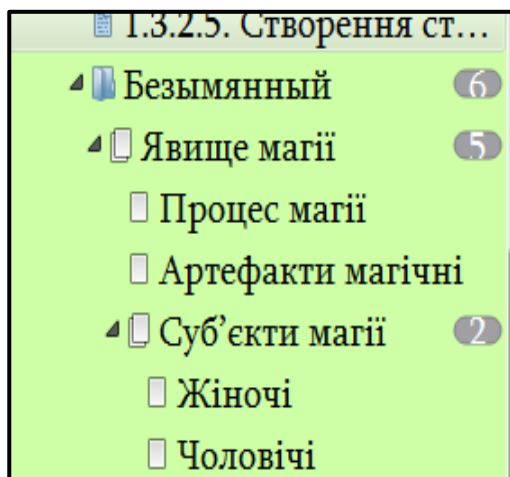 1.3.2.5. Створення ст...
Безымянный 6
Явище магії 5
Процес магії
Артефакти магічні
Суб’єкти магії 2
Жіночі
Чоловічі